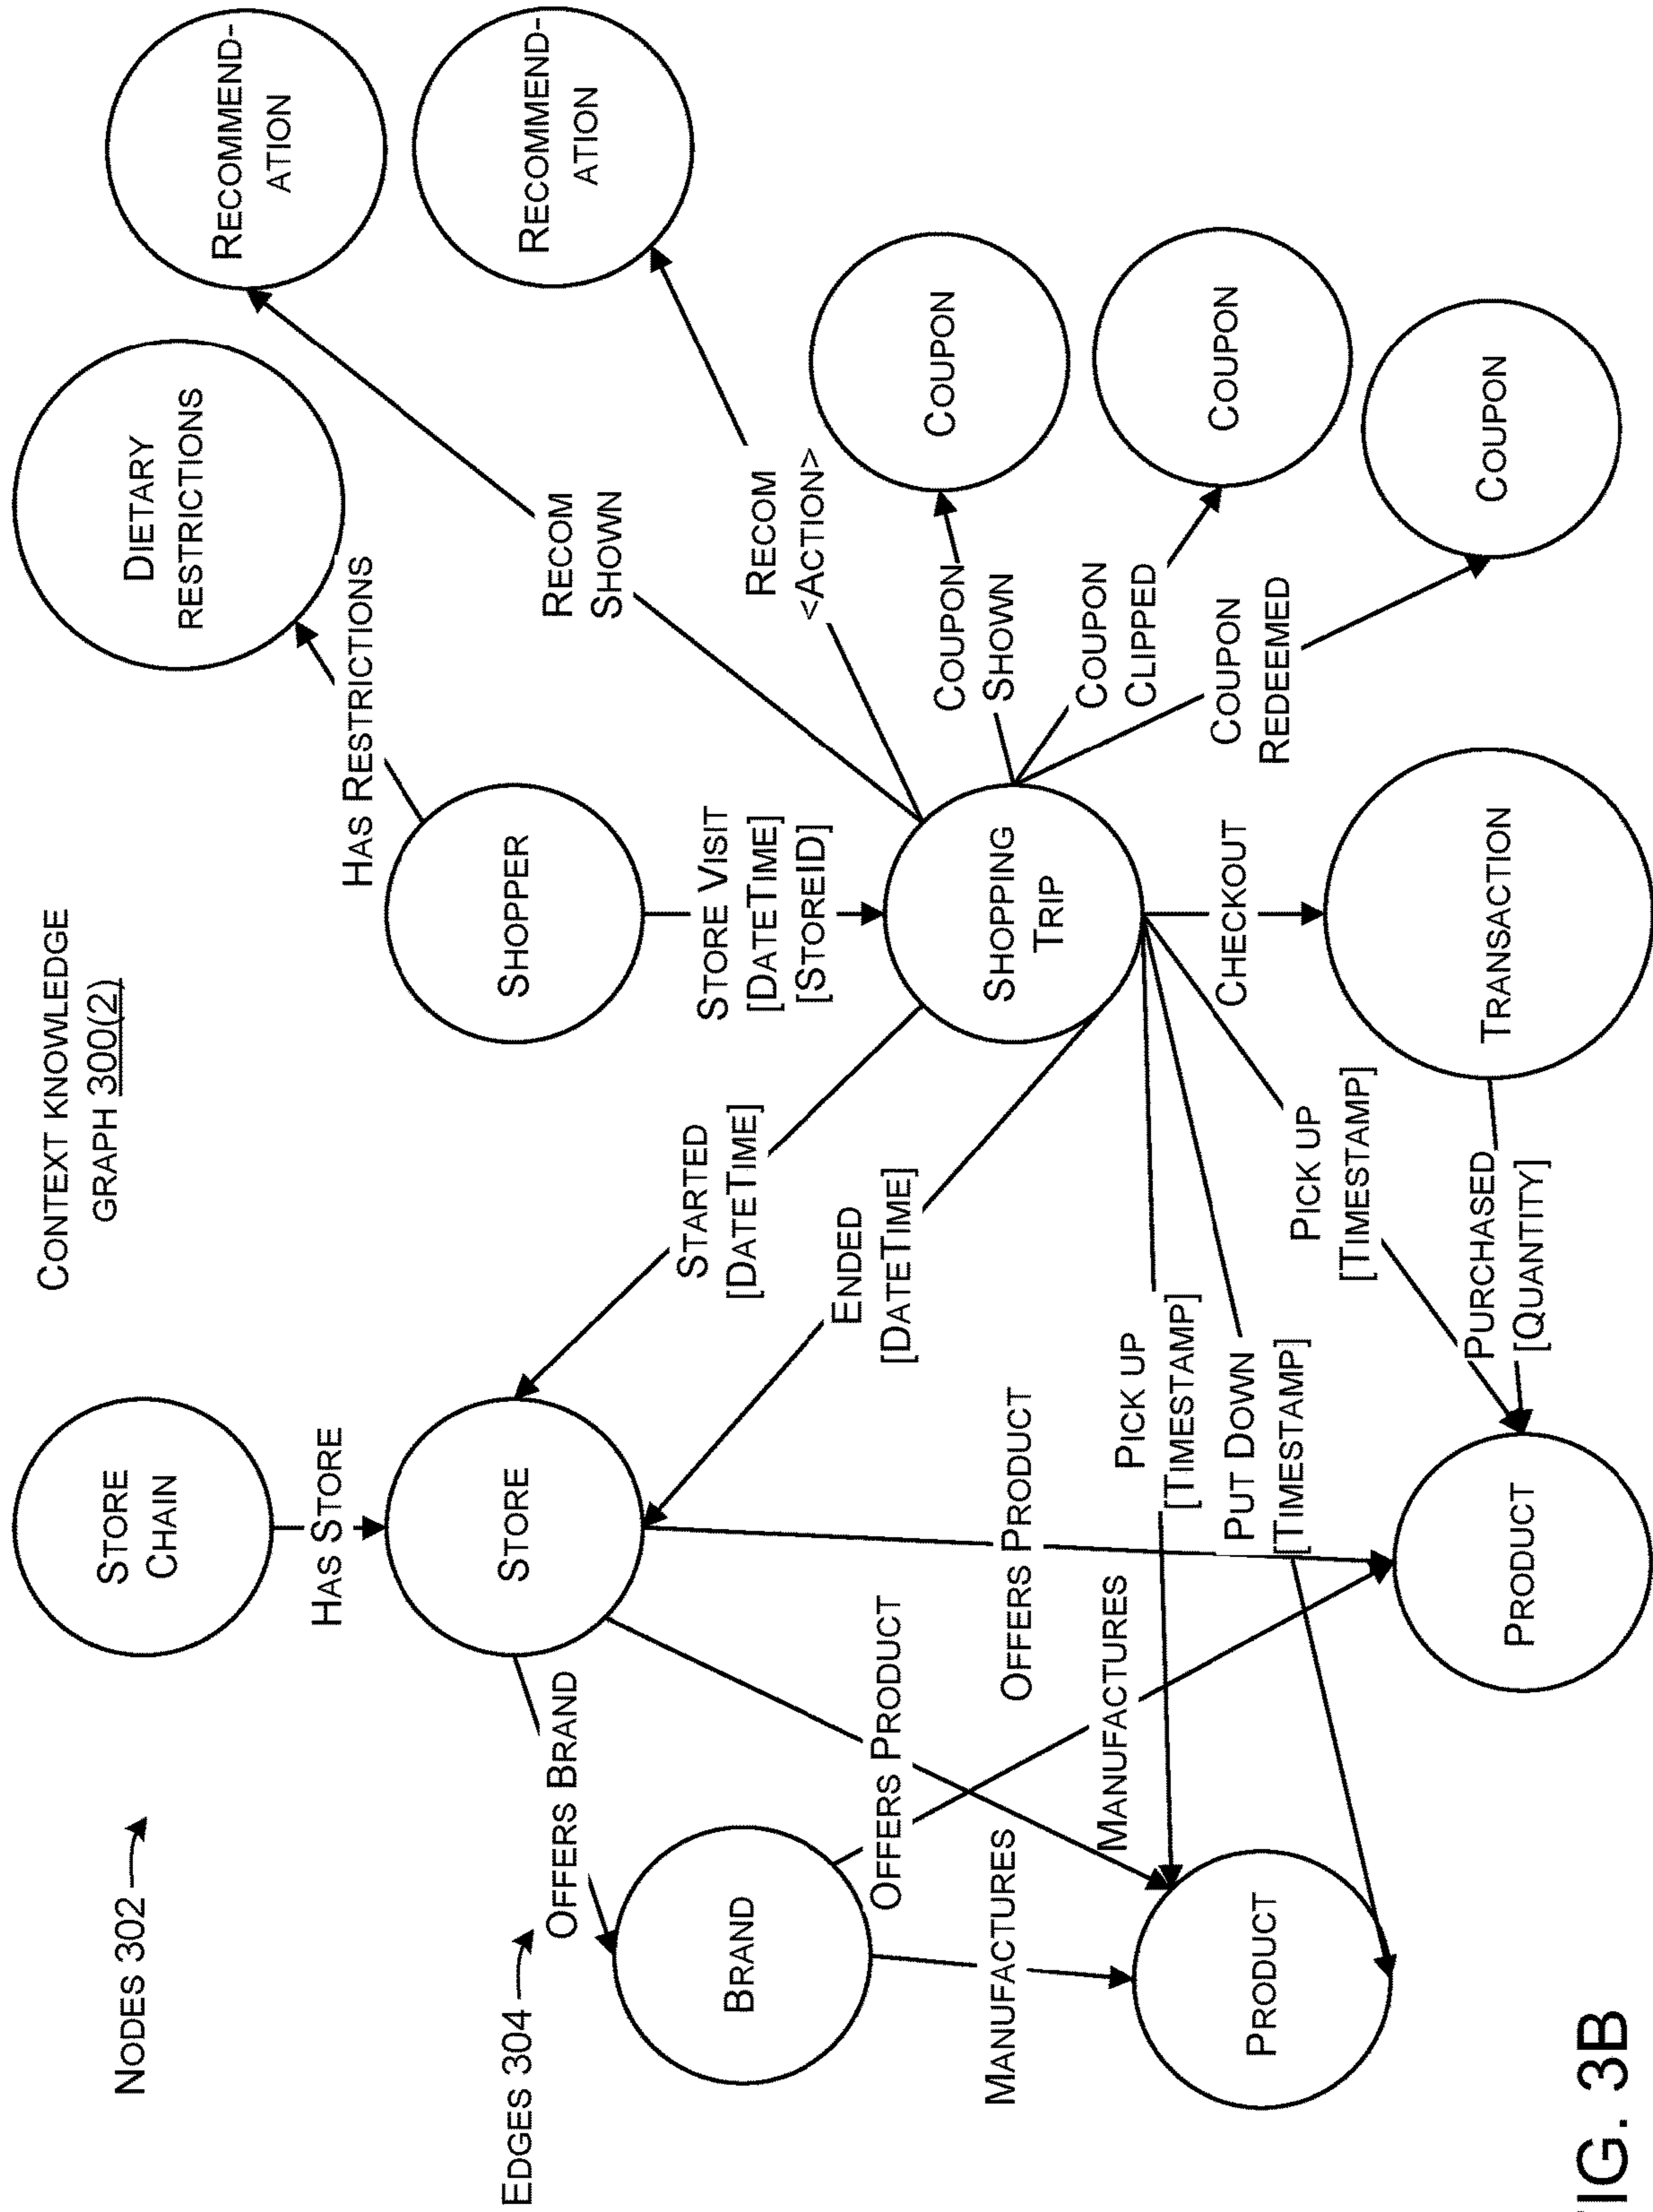 CONTEXT KNOWLEDGE
GRAPH 300(2)
NODES 302
EDGES 304
STORE
CHAIN
HAS STORE
STORE
OFFERS BRAND
BRAND
OFFERS PRODUCT
OFFERS PRODUCT
MANUFACTURES
MANUFACTURES
PRODUCT
PRODUCT
SHOPPER
HAS RESTRICTIONS
DIETARY
RESTRICTIONS
STORE VISIT
[DATETIME]
[STOREID]
STARTED
[DATETIME]
ENDED
[DATETIME]
SHOPPING
TRIP
RECOM
SHOWN
RECOMMEND-
ATION
RECOM
<ACTION>
RECOMMEND-
ATION
COUPON
SHOWN
COUPON
COUPON
CLIPPED
COUPON
COUPON
REDEEMED
COUPON
PICK UP
[TIMESTAMP]
PUT DOWN
[TIMESTAMP]
PICK UP
[TIMESTAMP]
CHECKOUT
TRANSACTION
PURCHASED
[QUANTITY]
IG. 3B